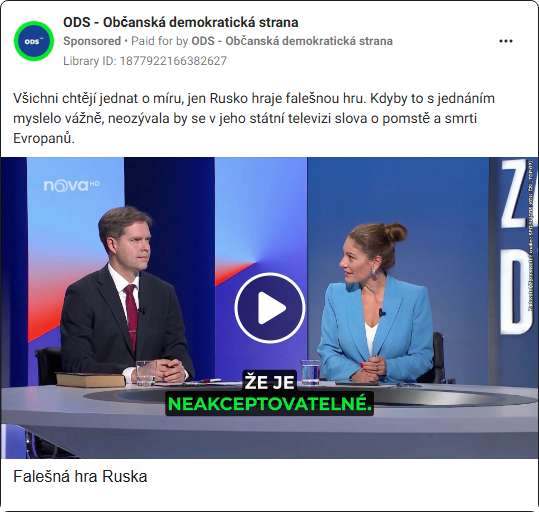 ODS - Občanská demokratická strana
Sponsored • Paid for by ODS - Občanská demokratická strana
Library ID: 1877922166382627
Všichni chtějí jednat o míru, jen Rusko hraje falešnou hru. Kdyby to s jednáním
myslelo vážně, neozývala by se v jeho státní televizi slova o pomstě a smrti
Evropanů.
nova HD
Z
D
ŽE JE
NEAKCEPTOVATELNÉ.
Falešná hra Ruska